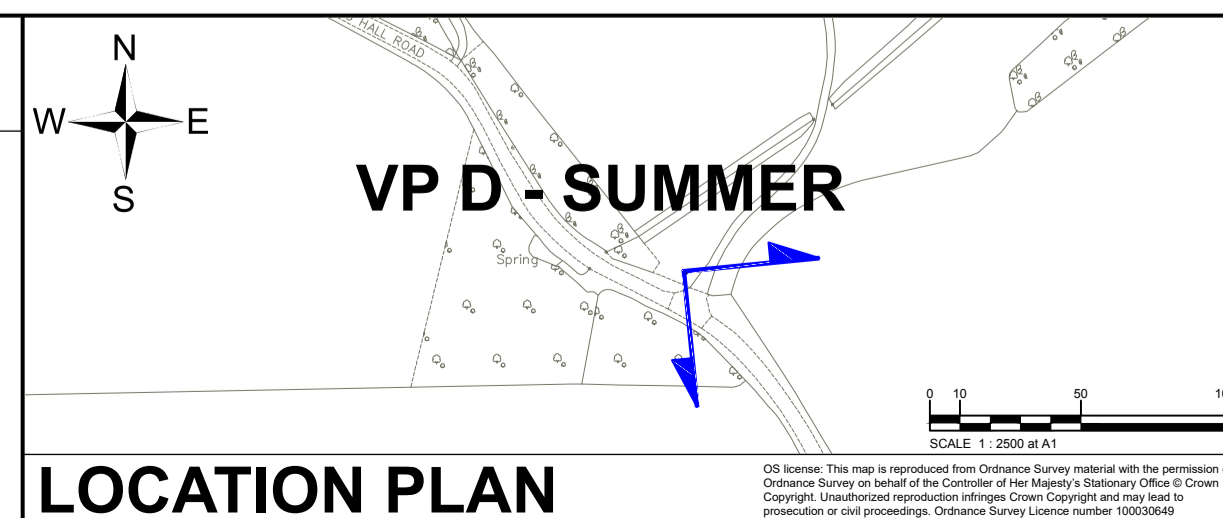 N
W E
S
HALL ROAD
VP D - SUMMER
Spring
0 10 50
SCALE 1 : 2500 at A1
LOCATION PLAN
OS license: This map is reproduced from Ordnance Survey material with the permission
Ordnance Survey on behalf of the Controller of Her Majesty's Stationary Office © Crown
Copyright. Unauthorized reproduction infringes Crown Copyright and may lead to
prosecution or civil proceedings. Ordnance Survey Licence number 100030649